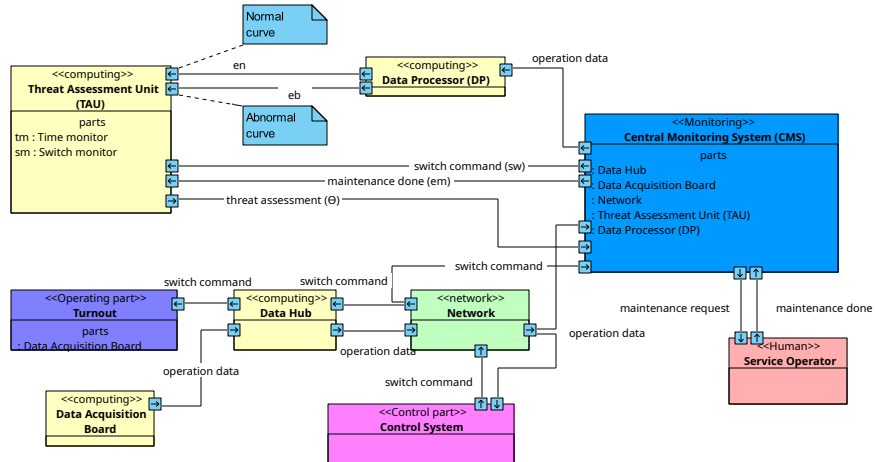 Normal
curve
<<computing>>
Threat Assessment Unit
(TAU)
parts
tm : Time monitor
sm : Switch monitor
en
eb
Abnormal
curve
<<computing>>
Data Processor (DP)
operation data
<<Monitoring>>
Central Monitoring System (CMS)
parts
: Data Hub
: Data Acquisition Board
: Network
: Threat Assessment Unit (TAU)
: Data Processor (DP)
switch command (sw)
maintenance done (em)
threat assessment (Ө)
switch command
switch command
switch command
<<Operating part>>
Turnout
parts
: Data Acquisition Board
<<computing>>
Data Hub
<<network>>
Network
maintenance request
maintenance done
operation data
operation data
operation data
<<Human>>
Service Operator
switch command
<<computing>>
Data Acquisition
Board
<<Control part>>
Control System